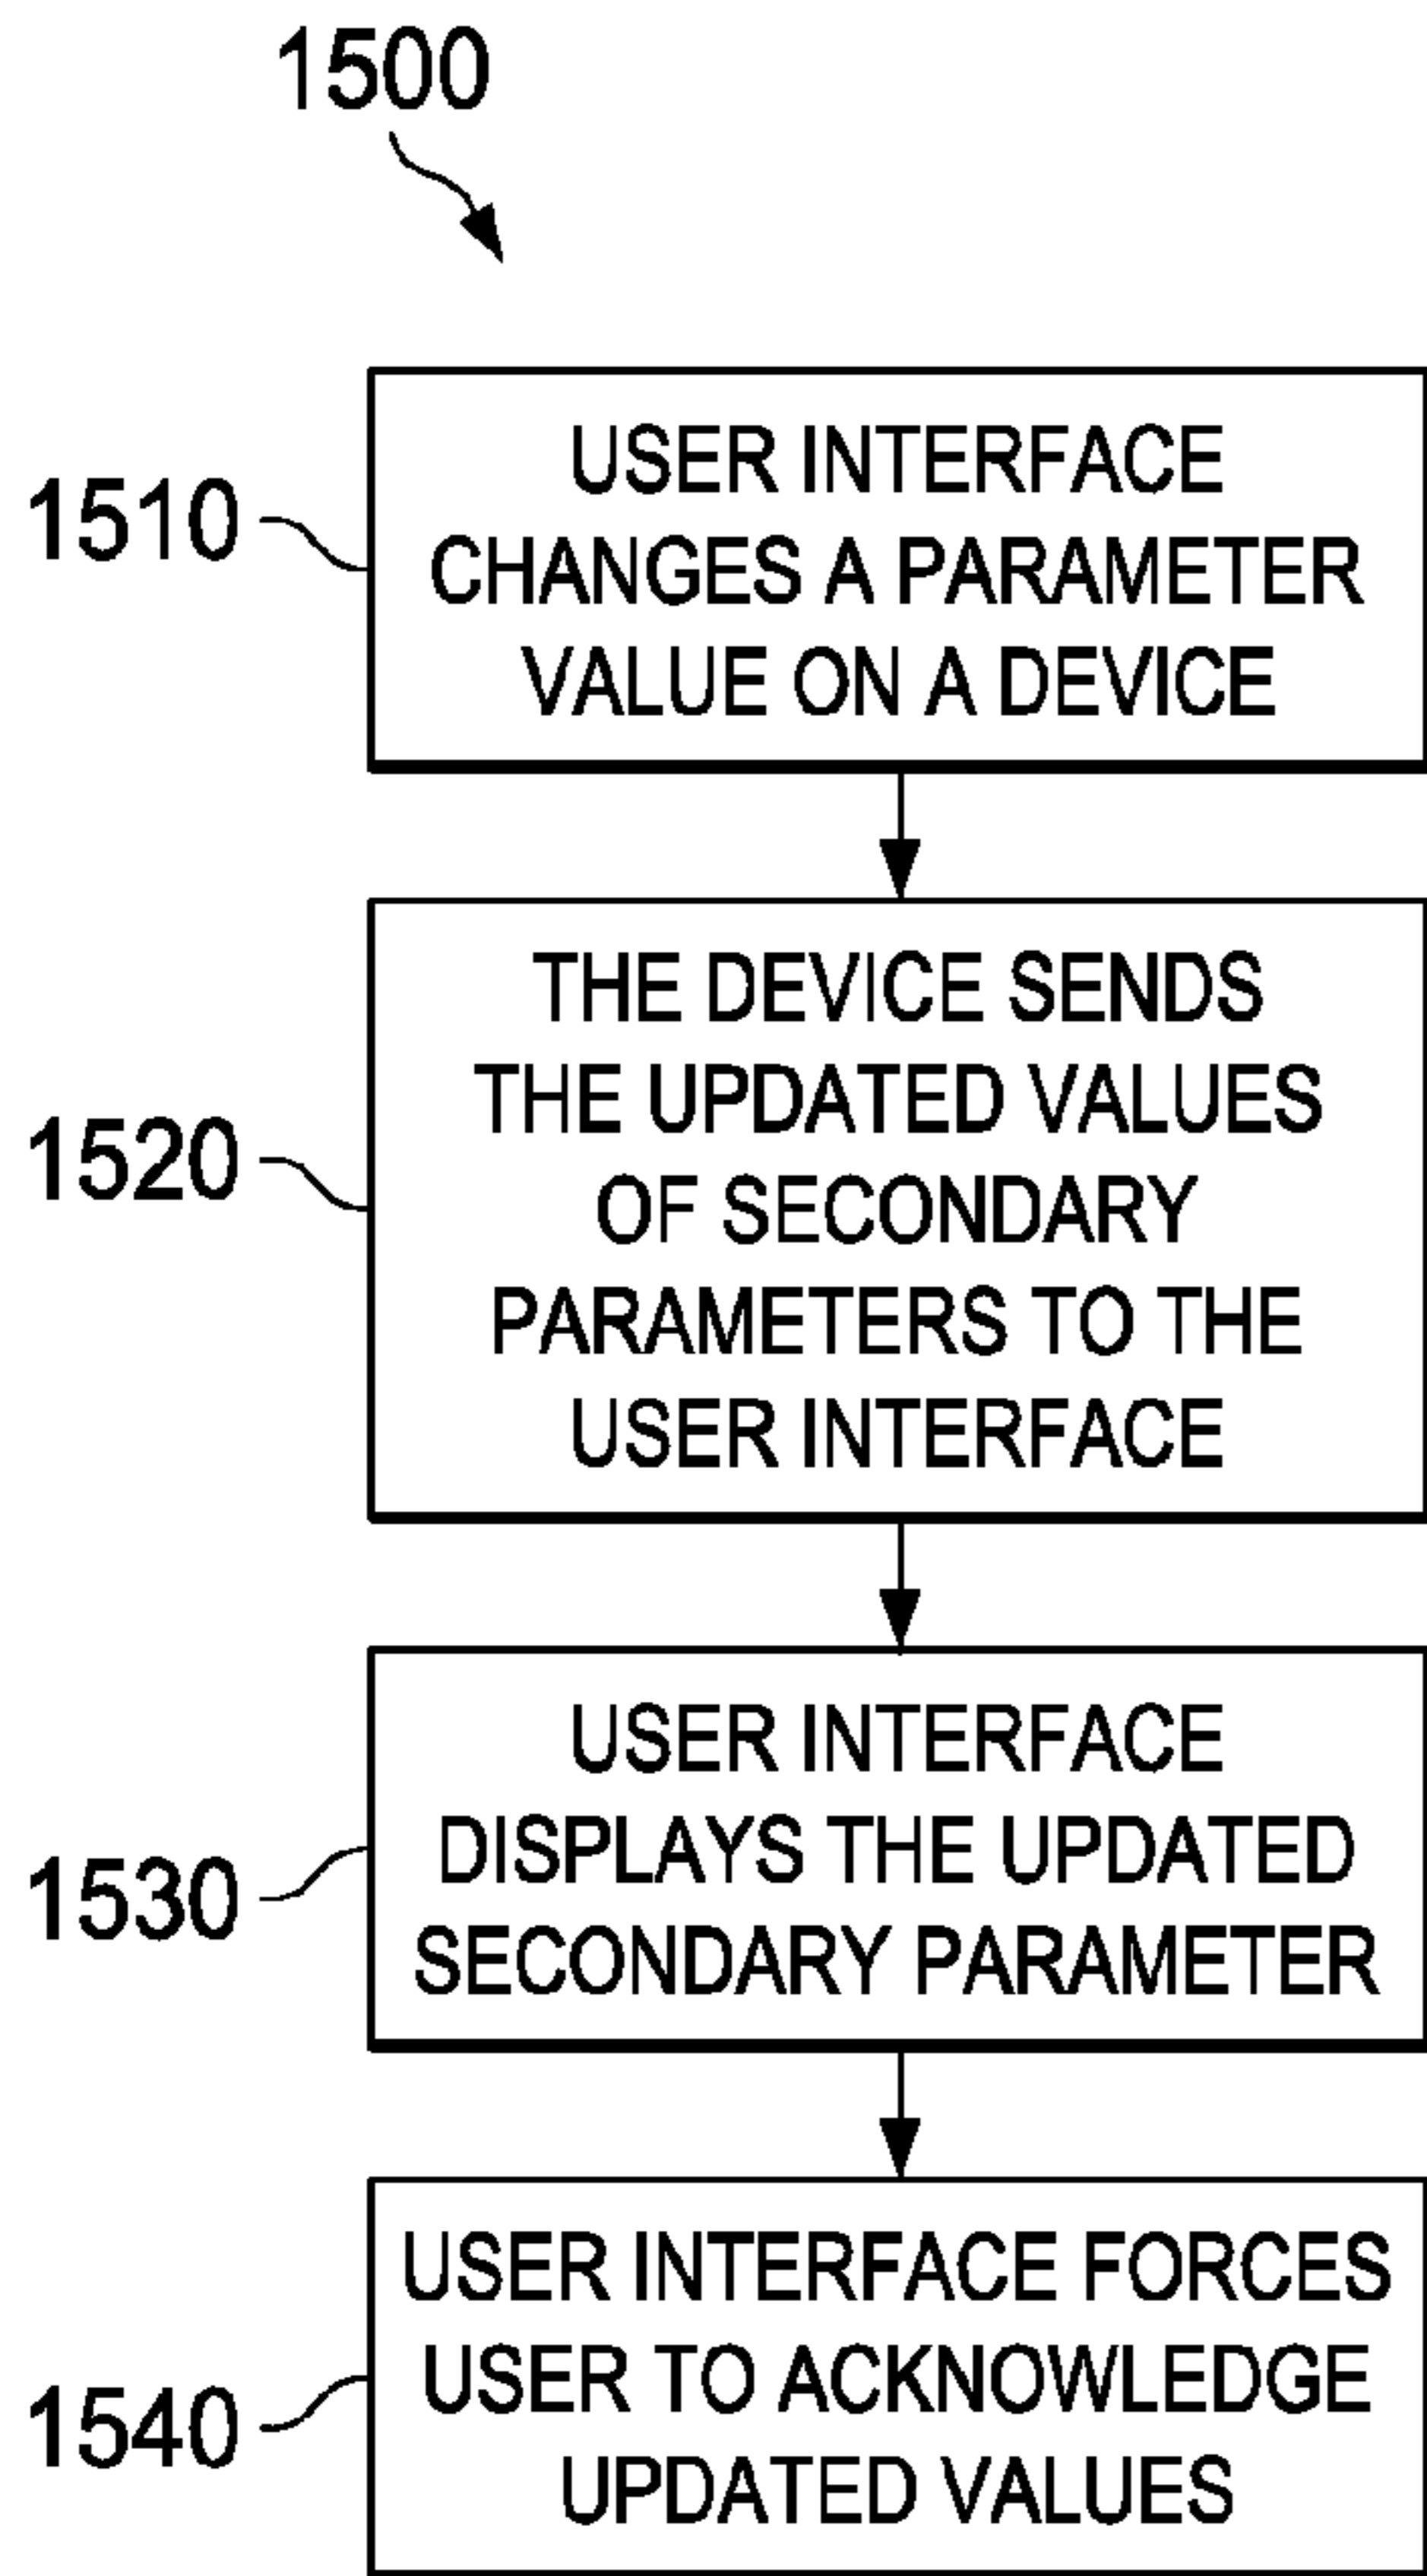 1500
1510
USER INTERFACE
CHANGES A PARAMETER
VALUE ON A DEVICE
1520
THE DEVICE SENDS
THE UPDATED VALUES
OF SECONDARY
PARAMETERS TO THE
USER INTERFACE
1530
USER INTERFACE
DISPLAYS THE UPDATED
SECONDARY PARAMETER
1540
USER INTERFACE FORCES
USER TO ACKNOWLEDGE
UPDATED VALUES